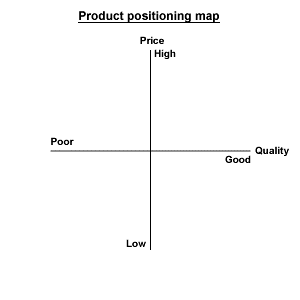 Product positioning map
Price
High
Poor
Quality
Good
Low